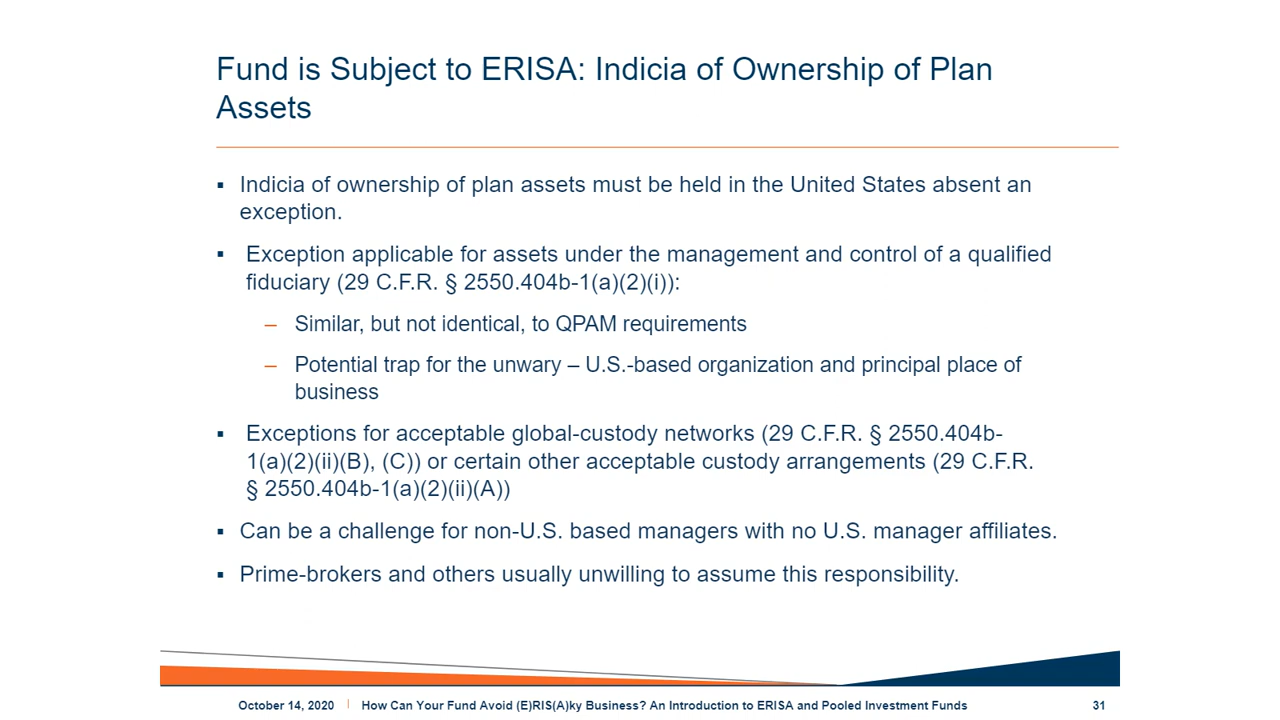 Fund is Subject to ERISA: Indicia of Ownership of Plan
Assets
▪ Indicia of ownership of plan assets must be held in the United States absent an
exception.
▪ Exception applicable for assets under the management and control of a qualified
fiduciary (29 C.F.R. § 2550.404b-1(a)(2)(i)):
– Similar, but not identical, to QPAM requirements
– Potential trap for the unwary – U.S.-based organization and principal place of
business
▪ Exceptions for acceptable global-custody networks (29 C.F.R. § 2550.404b-
1(a)(2)(ii)(B), (C)) or certain other acceptable custody arrangements (29 C.F.R.
§ 2550.404b-1(a)(2)(ii)(A))
▪ Can be a challenge for non-U.S. based managers with no U.S. manager affiliates.
▪ Prime-brokers and others usually unwilling to assume this responsibility.
October 14, 2020 | How Can Your Fund Avoid (E)RIS(A)ky Business? An Introduction to ERISA and Pooled Investment Funds 31